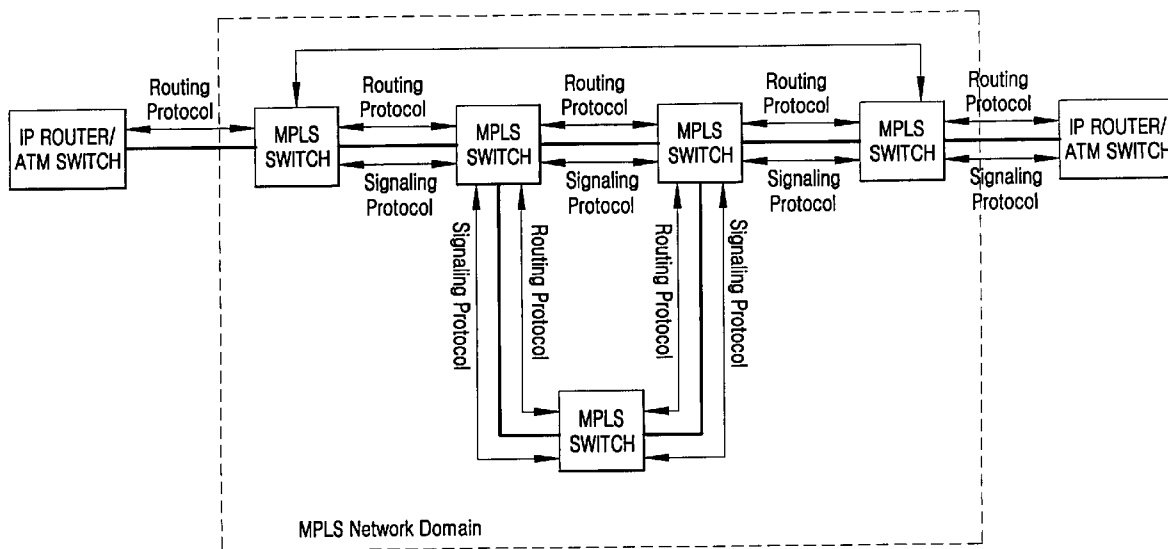 Routing
Protocol
Routing
Protocol
Routing
Protocol
Routing
Protocol
Routing
Protocol
IP ROUTER/
ATM SWITCH
MPLS
SWITCH
MPLS
SWITCH
MPLS
SWITCH
MPLS
SWITCH
IP ROUTER/
ATM SWITCH
Signaling
Protocol
Signaling
Protocol
Signaling
Protocol
Signaling
Protocol
Signaling Protocol
Routing Protocol
Routing Protocol
Signaling Protocol
MPLS
SWITCH
MPLS Network Domain